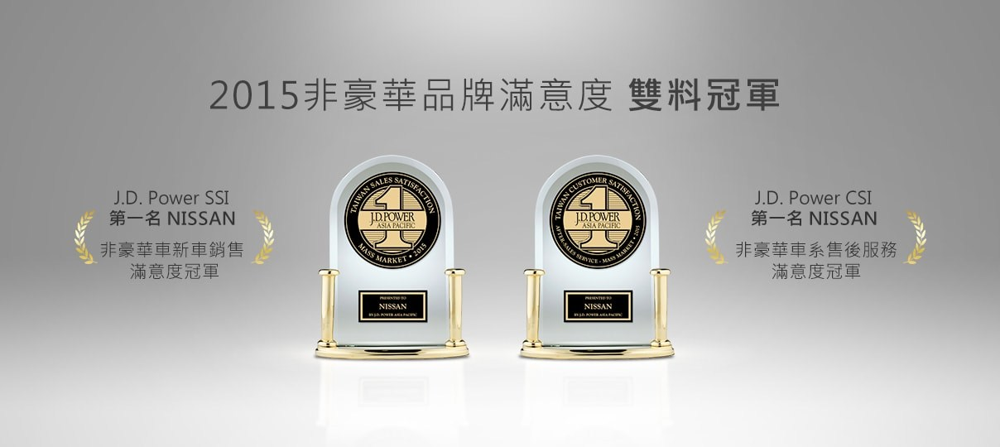 2015非豪華品牌滿意度 雙料冠軍
J.D. Power SSI
第一名 NISSAN
非豪華車新車銷售
滿意度冠軍
TAIWAN SALES SATISFACTION
1
J.D.POWER
ASIA PACIFIC
MASS MARKET • 2015
PRESENTED TO
NISSAN
BY J.D. POWER ASIA PACIFIC
TAIWAN CUSTOMER SATISFACTION
1
J.D.POWER
ASIA PACIFIC
AFTER-SALES SERVICE - MASS MARKET • 2015
PRESENTED TO
NISSAN
BY J.D. POWER ASIA PACIFIC
J.D. Power CSI
第一名 NISSAN
非豪華車系售後服務
滿意度冠軍